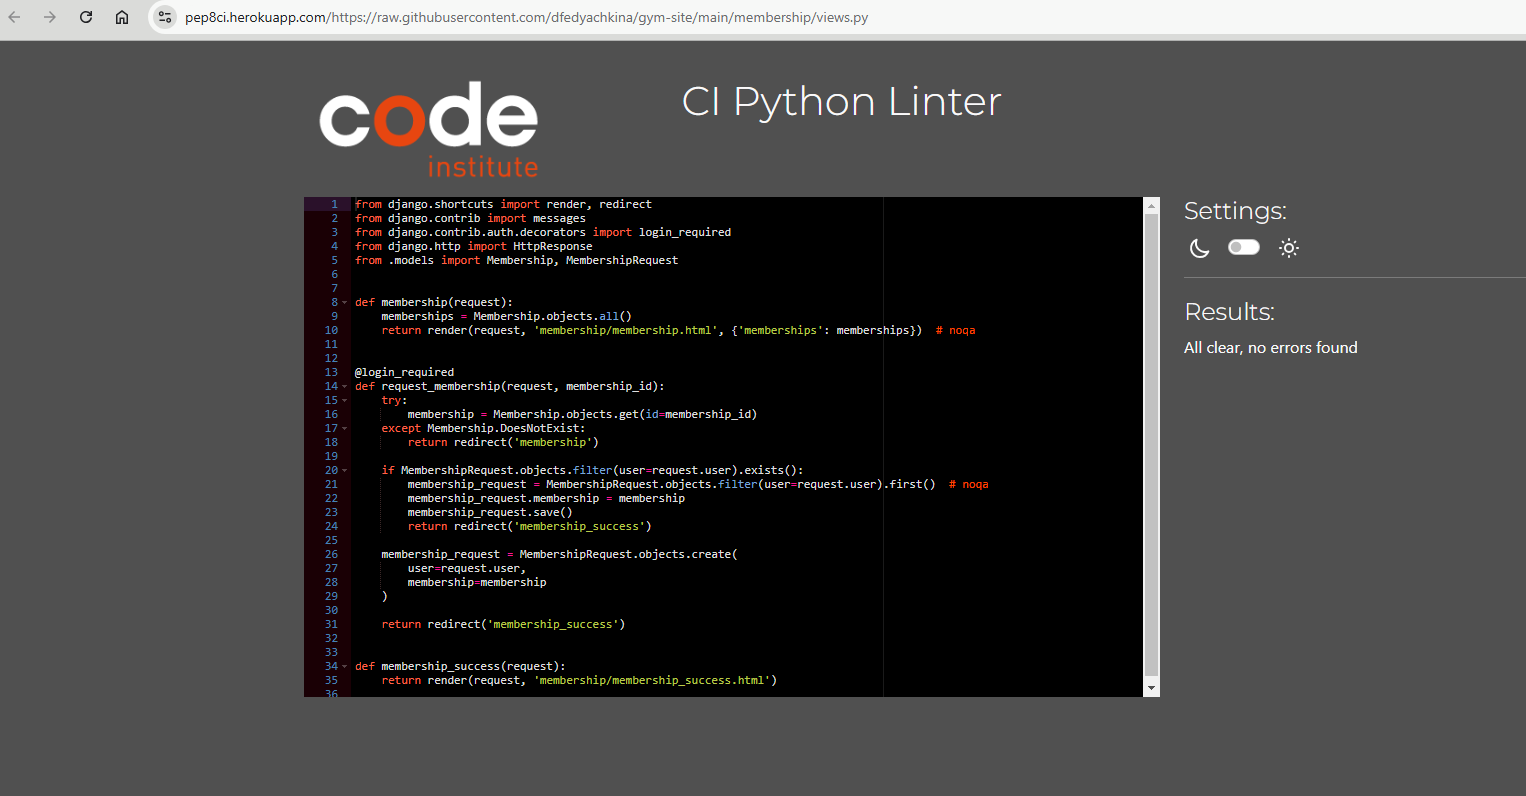 pep8ci.herokuapp.com/https://raw.githubusercontent.com/dfedyachkina/gym-site/main/membership/views.py
code
institute
CI Python Linter
1 from django.shortcuts import render, redirect
2 from django.contrib import messages
3 from django.contrib.auth.decorators import login_required
4 from django.http import HttpResponse
5 from .models import Membership, MembershipRequest
6
7
8 def membership(request):
9     memberships = Membership.objects.all()
10     return render(request, 'membership/membership.html', {'memberships': memberships})  # noqa
11
12
13 @login_required
14 def request_membership(request, membership_id):
15     try:
16         membership = Membership.objects.get(id=membership_id)
17     except Membership.DoesNotExist:
18         return redirect('membership')
19
20     if MembershipRequest.objects.filter(user=request.user).exists():
21         membership_request = MembershipRequest.objects.filter(user=request.user).first()  # noqa
22         membership_request.membership = membership
23         membership_request.save()
24         return redirect('membership_success')
25
26     membership_request = MembershipRequest.objects.create(
27         user=request.user,
28         membership=membership
29     )
30
31     return redirect('membership_success')
32
33
34 def membership_success(request):
35     return render(request, 'membership/membership_success.html')
36
Settings:
Results:
All clear, no errors found